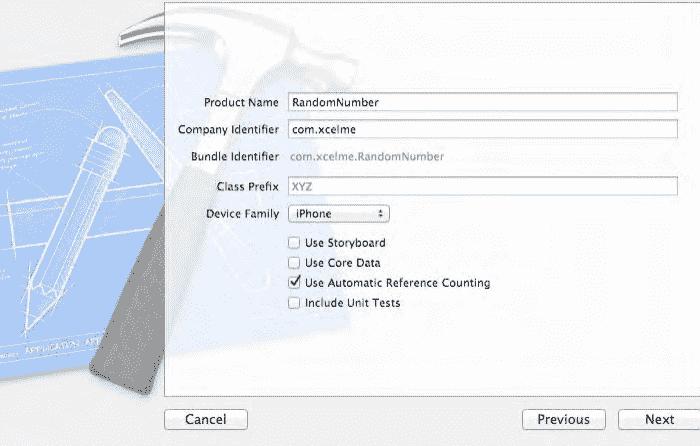 Product Name RandomNumber
Company Identifier com.xcelme
Bundle Identifier com.xcelme.RandomNumber
Class Prefix XYZ
Device Family iPhone
Use Storyboard
Use Core Data
Use Automatic Reference Counting
Include Unit Tests
APPLICATION
Cancel Previous Next